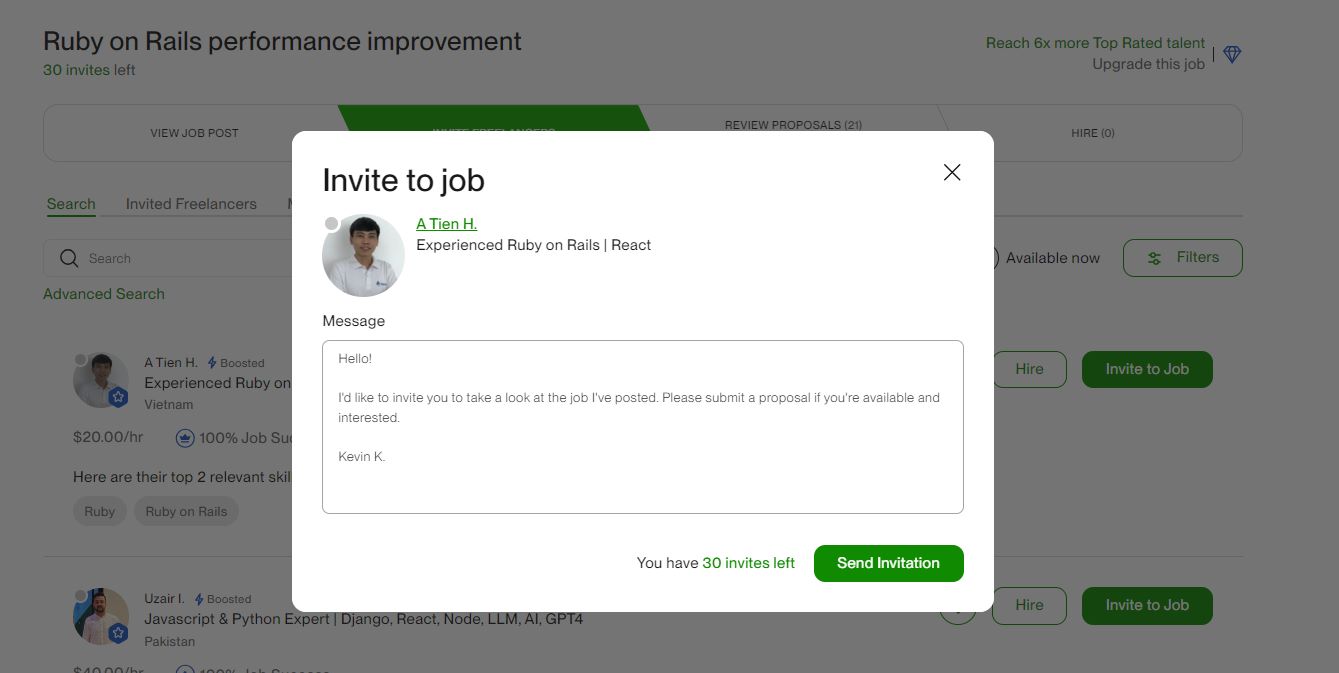 Ruby on Rails performance improvement
30 invites left
Reach 6x more Top Rated talent
Upgrade this job
VIEW JOB POST
INVITE FREELANCERS
REVIEW PROPOSALS (21)
HIRE (0)
Search
Invited Freelancers
Search
Available now
Filters
Advanced Search
Invite to job
A Tien H.
Experienced Ruby on Rails | React
Message
Hello!
I'd like to invite you to take a look at the job I've posted. Please submit a proposal if you're available and
interested.
Kevin K.
You have 30 invites left
Send Invitation
A Tien H. Boosted
Experienced Ruby on
Vietnam
$20.00/hr
100% Job
Here are their top 2 relevant
Ruby
Ruby on Rails
Hire
Invite to Job
Uzair I. Boosted
Javascript & Python Expert | Django, React, Node, LLM, AI, GPT4
Pakistan
$40.00/hr
100% Job Success
Hire
Invite to Job